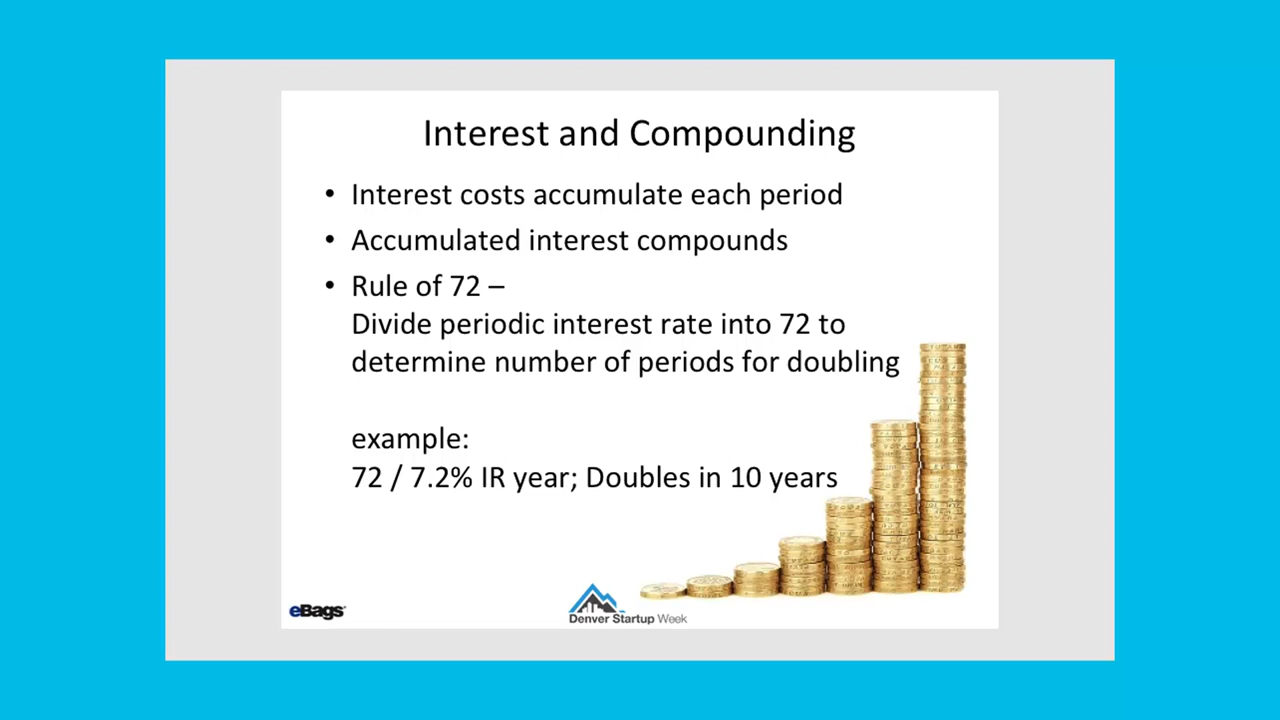 Interest and Compounding
• Interest costs accumulate each period
• Accumulated interest compounds
• Rule of 72 –
Divide periodic interest rate into 72 to
determine number of periods for doubling
example:
72 / 7.2% IR year; Doubles in 10 years
eBags
Denver Startup Week